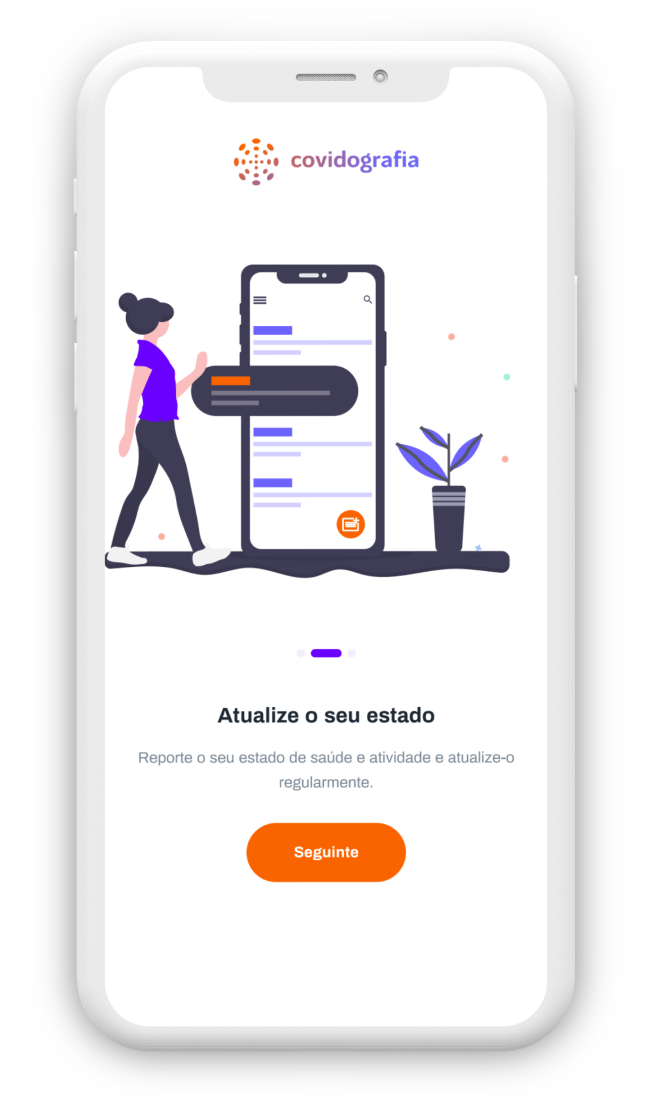 covidografia
Atualize o seu estado
Reporte o seu estado de saúde e atividade e atualize-o
regularmente.
Seguinte